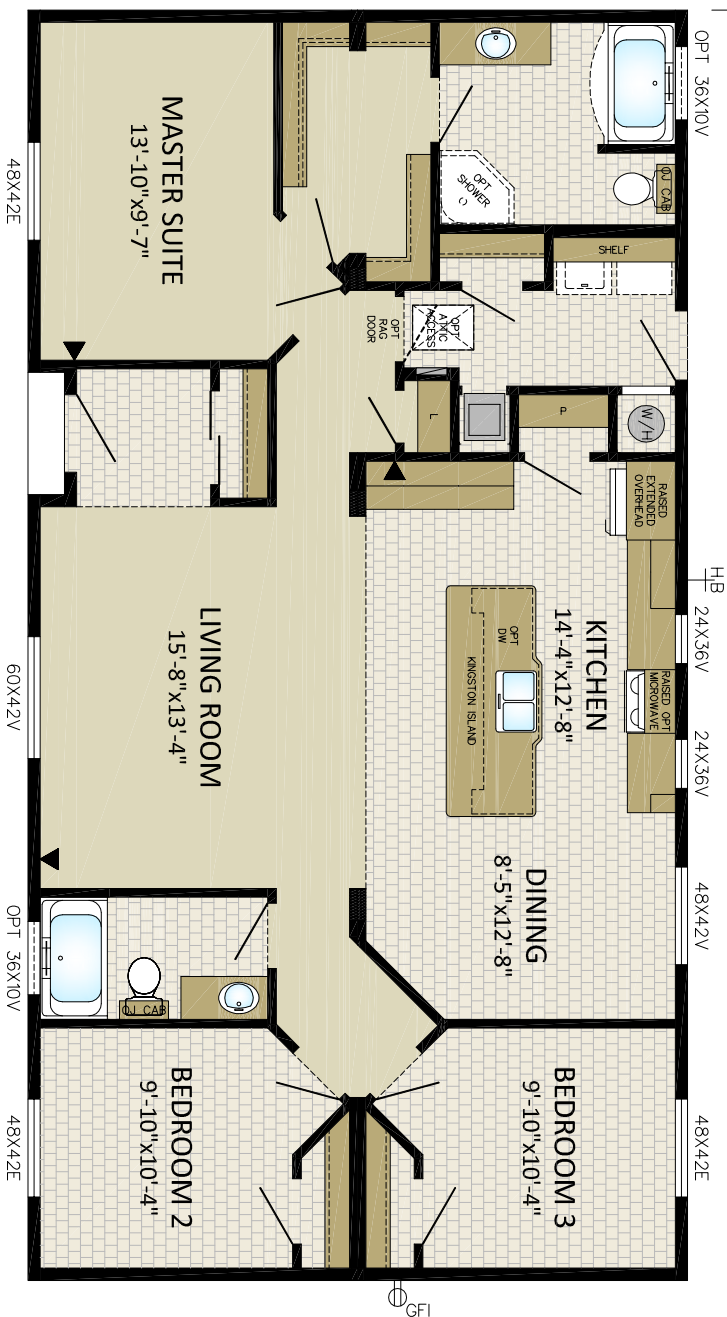 OPT 36X10V
H.B
24X36V
24X36V
48X42V
48X42E
OPT
SHOWER
OJ CAB
SHELF
W/H
RAISED
EXTENDED
OVERHEAD
RAISED OPT
MICROWAVE
P
L
OPT
ATTIC
ACCESS
OPT
RAG
DOOR
KITCHEN
14'-4"x12'-8"
OPT
DW
KINGSTON ISLAND
DINING
8'-5"x12'-8"
BEDROOM 3
9'-10"x10'-4"
GFI
MASTER SUITE
13'-10"x9'-7"
LIVING ROOM
15'-8"x13'-4"
OJ CAB
BEDROOM 2
9'-10"x10'-4"
48X42E
60X42V
OPT 36X10V
48X42E